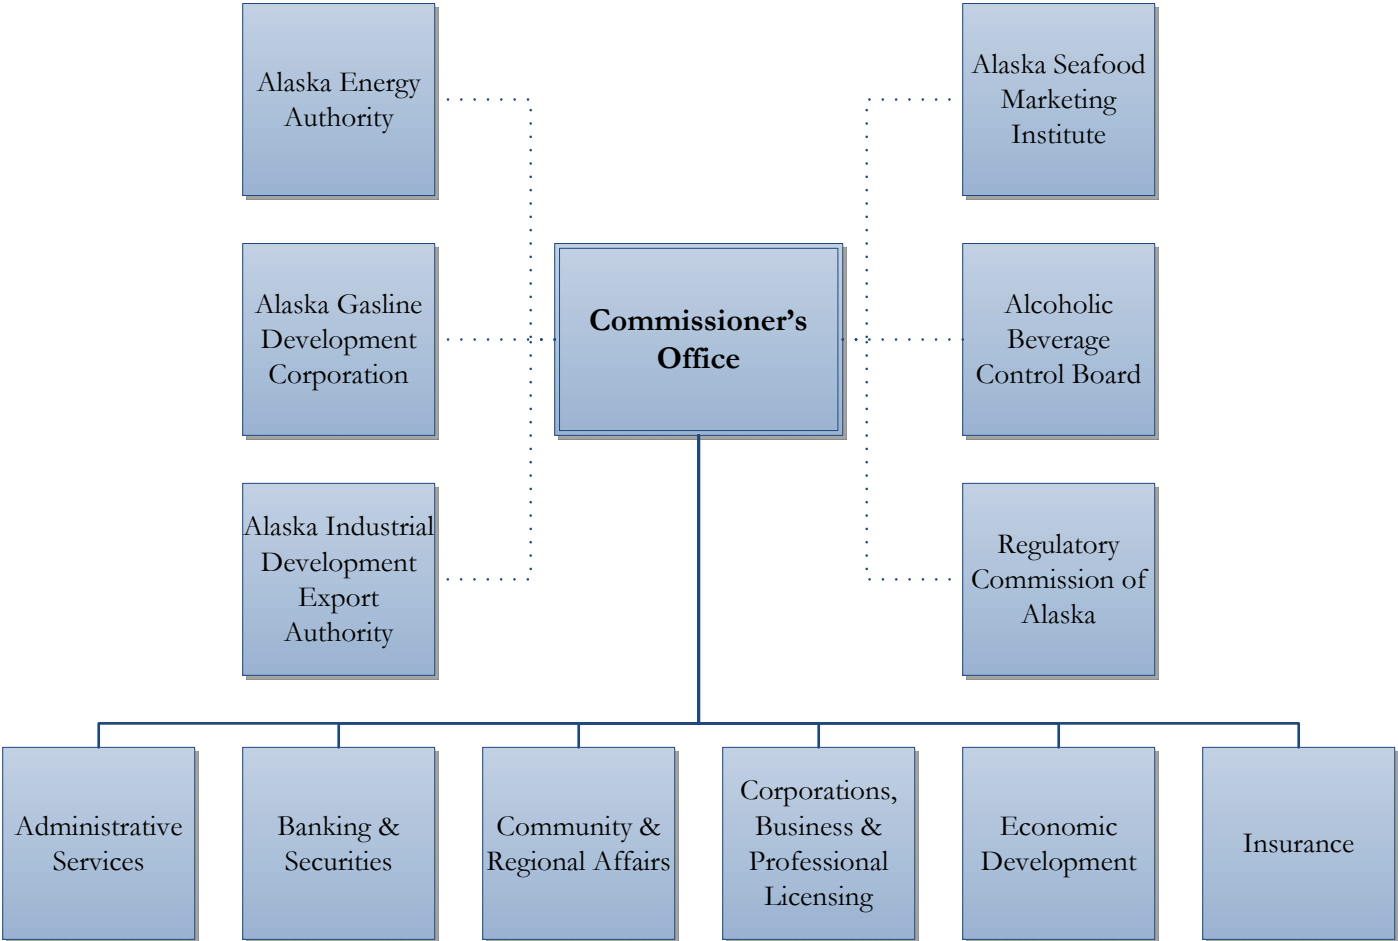 Alaska Energy
Authority
Alaska Seafood
Marketing
Institute
Alaska Gasline
Development
Corporation
Commissioner’s
Office
Alcoholic
Beverage
Control Board
Alaska Industrial
Development
Export
Authority
Regulatory
Commission of
Alaska
Administrative
Services
Banking &
Securities
Community &
Regional Affairs
Corporations,
Business &
Professional
Licensing
Economic
Development
Insurance